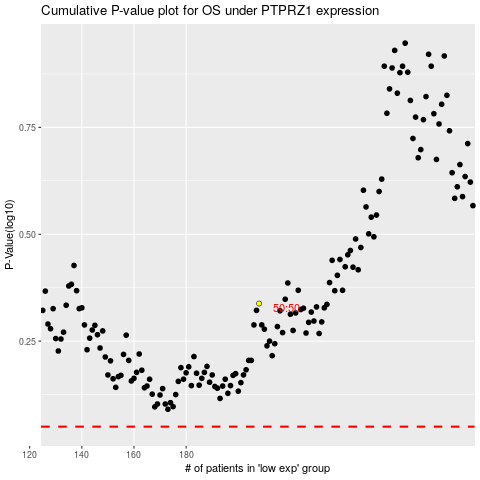 Cumulative P-value plot for OS under PTPRZ1 expression
P-Value(log10)
0.75
0.50
0.25
50:50
120 140 160 180
# of patients in 'low exp' group